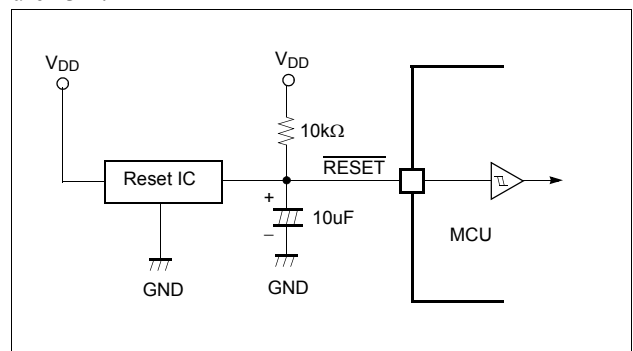 VDD
VDD
10kΩ
RESET
Reset IC
+
10uF
–
MCU
GND
GND